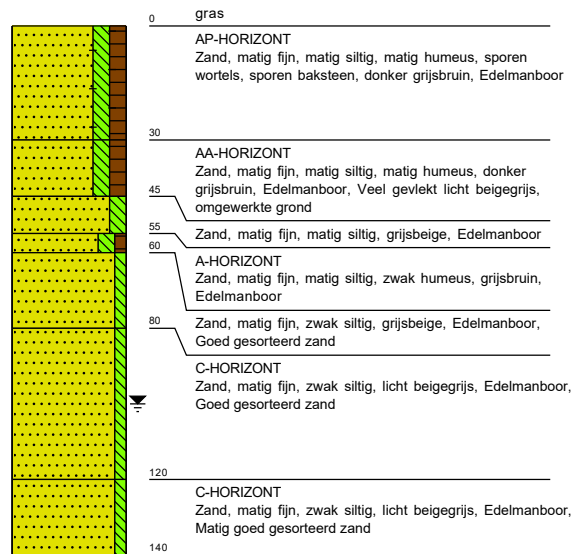 0
gras
AP-HORIZONT
Zand, matig fijn, matig siltig, matig humeus, sporen
wortels, sporen baksteen, donker grijsbruin, Edelmanboor
30
AA-HORIZONT
Zand, matig fijn, matig siltig, matig humeus, donker
grijsbruin, Edelmanboor, Veel gevlekt licht beigegrijs,
omgewerkte grond
45
Zand, matig fijn, matig siltig, grijsbeige, Edelmanboor
55
60
A-HORIZONT
Zand, matig fijn, matig siltig, zwak humeus, grijsbruin,
Edelmanboor
Zand, matig fijn, zwak siltig, grijsbeige, Edelmanboor,
Goed gesorteerd zand
80
C-HORIZONT
Zand, matig fijn, zwak siltig, licht beigegrijs, Edelmanboor,
Goed gesorteerd zand
120
C-HORIZONT
Zand, matig fijn, zwak siltig, licht beigegrijs, Edelmanboor,
Matig goed gesorteerd zand
140